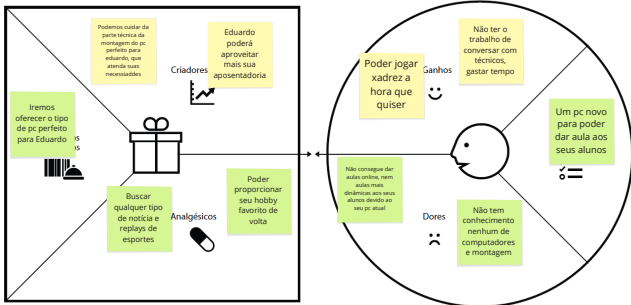 Podemos cuidar da
parte técnica da
montagem do pc
perfeito para
eduardo, que
atenda suas
necessiaddes
Eduardo
poderá
aproveitar
mais sua
aposentadoria
Criadores
Iremos
oferecer o tipo
de pc perfeito
para Eduardo
os
os
Buscar
qualquer tipo
de notícia e
replays de
esportes
Analgésicos
Poder
proporcionar
seu hobby
favorito de
volta
Não ter o
trabalho de
conversar com
técnicos,
gastar tempo
Poder jogar
xadrez a
hora que
quiser
Ganhos
Um pc novo
para poder
dar aula aos
seus alunos
Não consegue dar
aulas online, nem
aulas mais
dinâmicas aos seus
alunos devido ao
seu pc atual
Dores
Não tem
conhecimento
nenhum de
computadores
e montagem